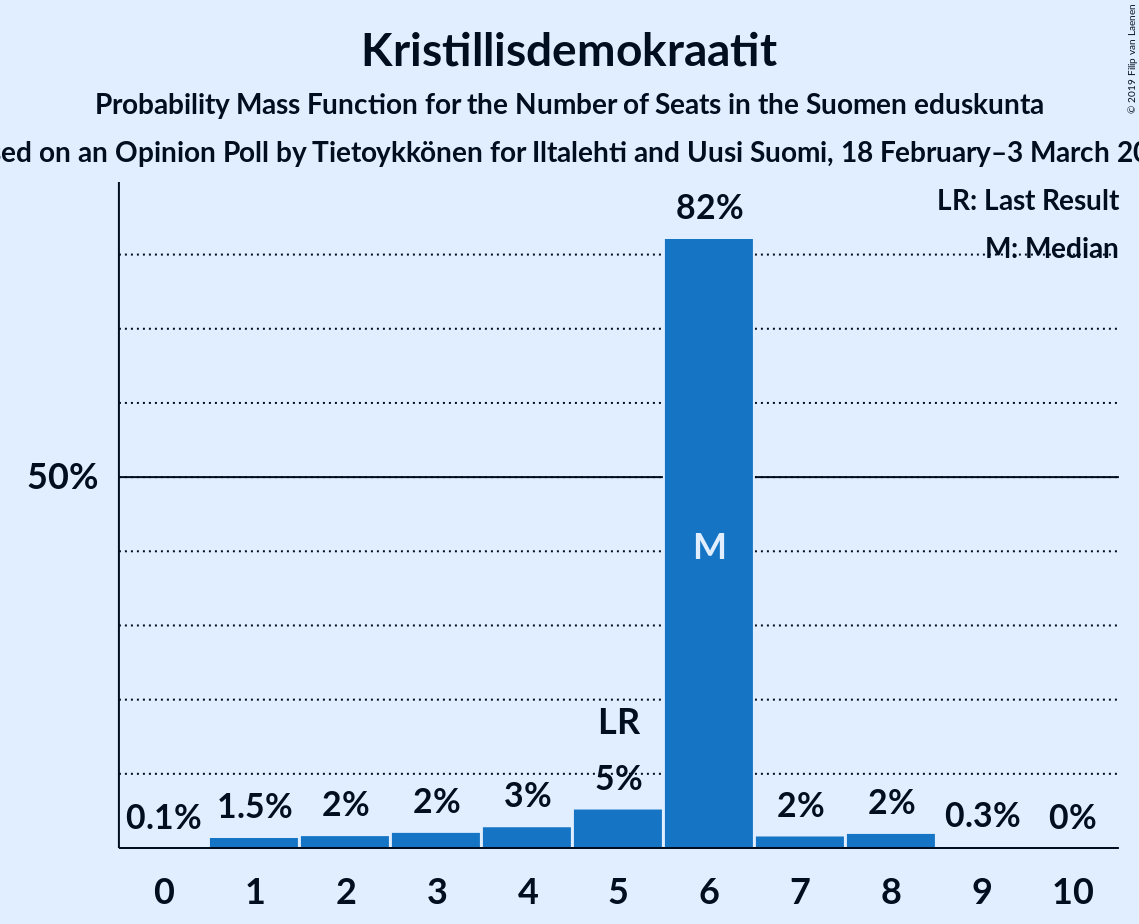 Kristillisdemokraatit
Probability Mass Function for the Number of Seats in the Suomen eduskunta
on an Opinion Poll by Tietoykkönen for Iltalehti and Uusi Suomi, 18 February–3 March
© 2019 Filip van Laenen
LR: Last Result
M: Median
82%
50%
M
LR
0.1% 1.5% 2% 2% 3% 5% 2% 2% 0.3% 0%
0 1 2 3 4 5 6 7 8 9 10